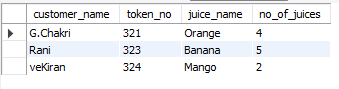 customer_name token_no juice_name no_of_juices
G.Chakri 321 Orange 4
Rani 323 Banana 5
veKiran 324 Mango 2